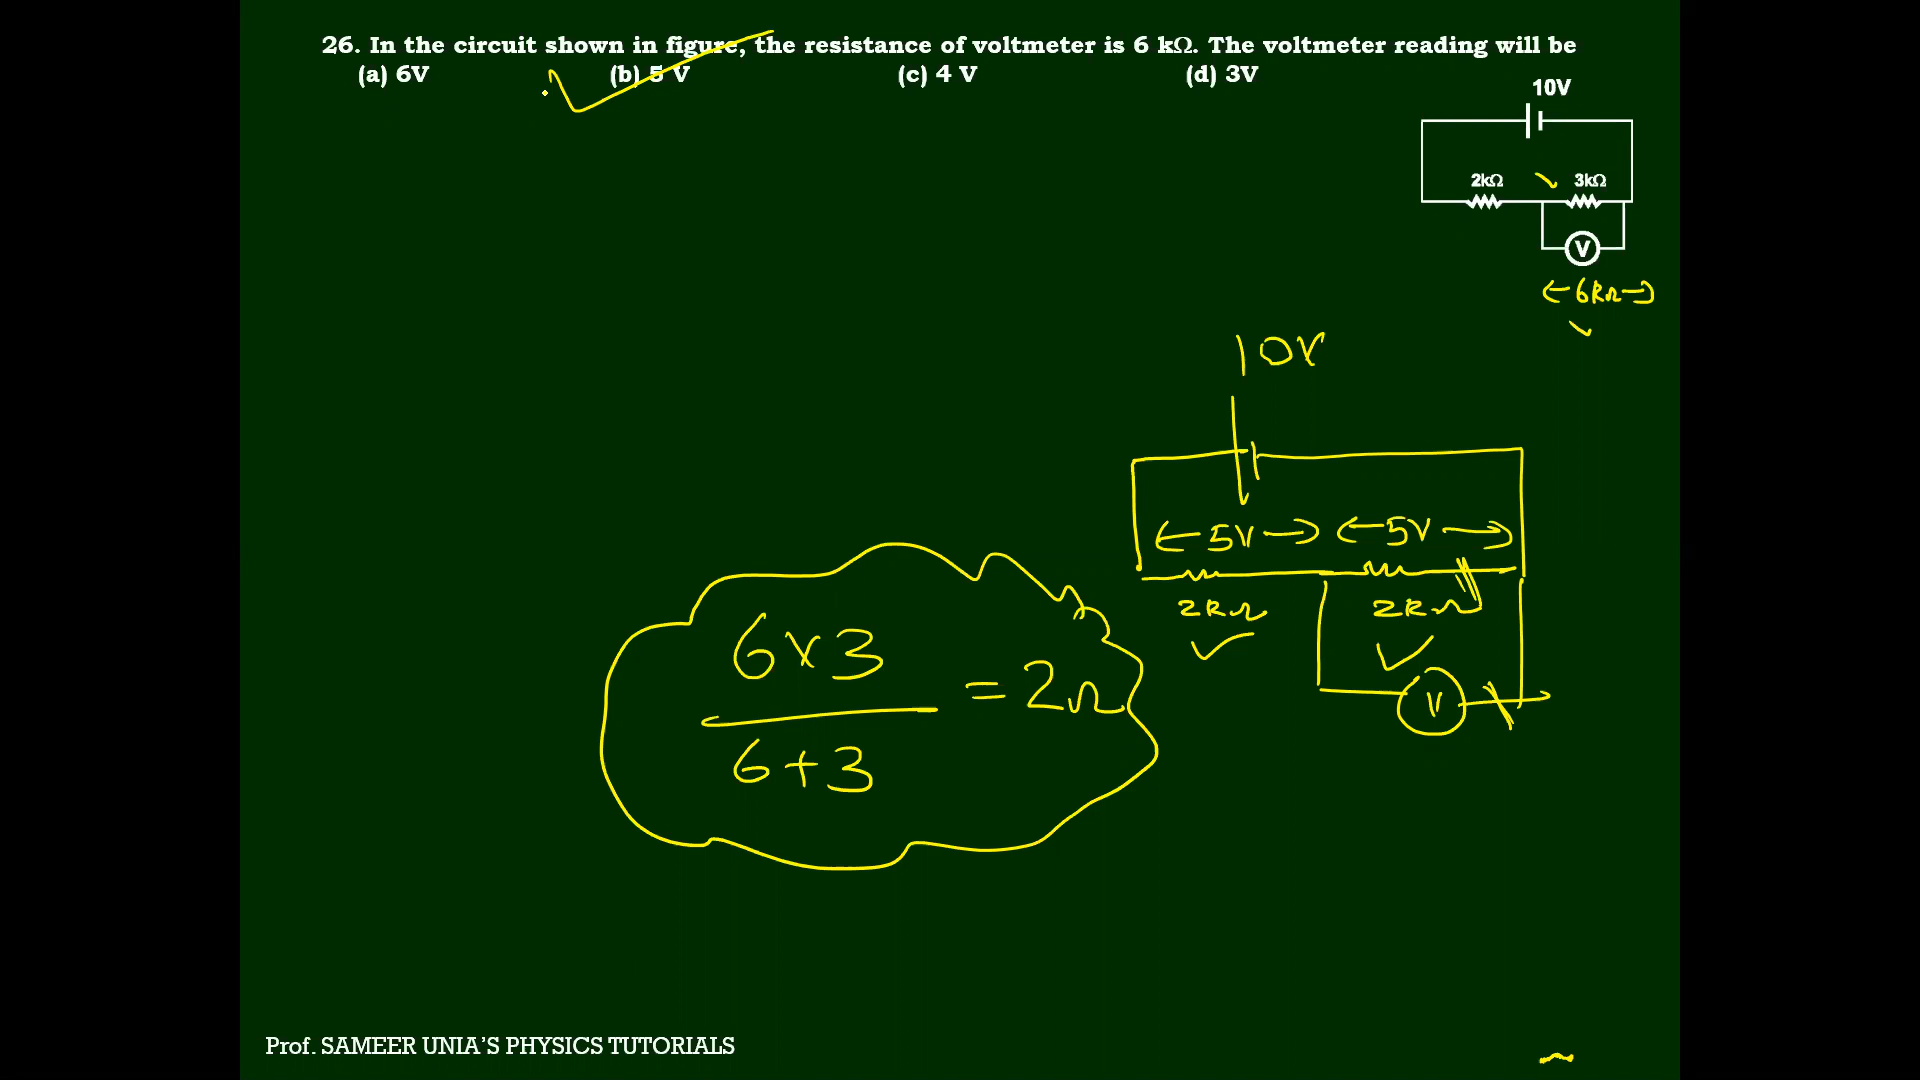 26. In the circuit shown in figure, the resistance of voltmeter is 6 kΩ. The voltmeter reading will be
(a) 6V (b) 5 V (c) 4 V (d) 3V
10V
2kΩ 3kΩ
V
6kΩ
10V
5V 5V
2kΩ 2kΩ
V
6×3
= 2Ω
6+3
Prof. SAMEER UNIA'S PHYSICS TUTORIALS